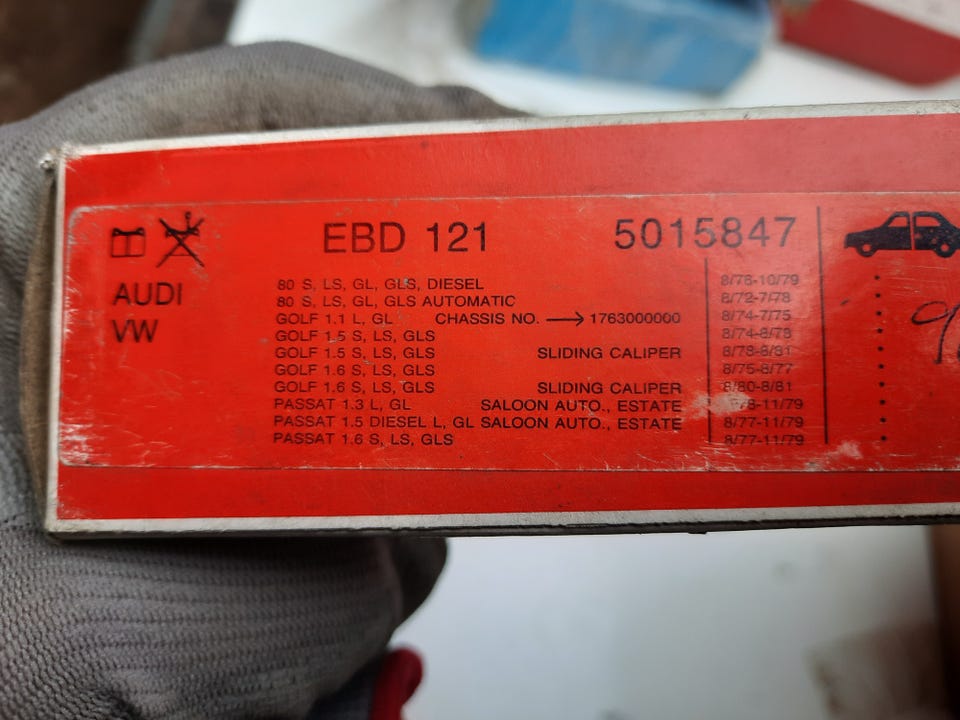 EBD 121 5015847
AUDI
VW
80 S, LS, GL, GLS, DIESEL 8/76-10/79
80 S, LS, GL, GLS AUTOMATIC 8/72-7/78
GOLF 1.1 L, GL CHASSIS NO. → 1763000000 8/74-7/75
GOLF 1.5 S, LS, GLS 8/74-8/78
GOLF 1.5 S, LS, GLS SLIDING CALIPER 8/78-8/81
GOLF 1.6 S, LS, GLS 8/75-8/77
GOLF 1.6 S, LS, GLS SLIDING CALIPER 8/80-8/81
PASSAT 1.3 L, GL SALOON AUTO., ESTATE
PASSAT 1.5 DIESEL L, GL SALOON AUTO., ESTATE 8/77-11/79
PASSAT 1.6 S, LS, GLS 8/77-11/79